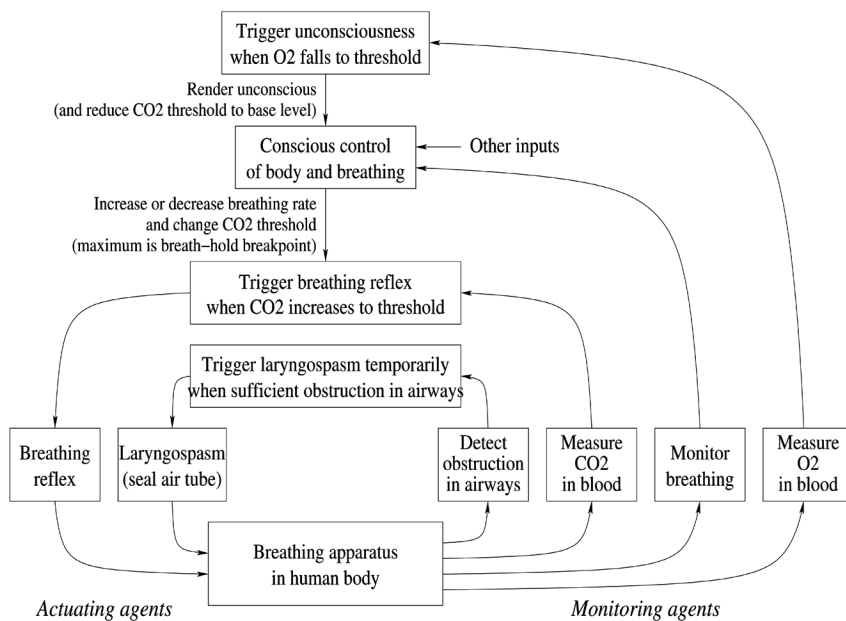 Trigger unconsciousness
when O2 falls to threshold
Render unconscious
(and reduce CO2 threshold to base level)
Conscious control
of body and breathing
Other inputs
Increase or decrease breathing rate
and change CO2 threshold
(maximum is breath-hold breakpoint)
Trigger breathing reflex
when CO2 increases to threshold
Trigger laryngospasm temporarily
when sufficient obstruction in airways
Breathing
reflex
Laryngospasm
(seal air tube)
Detect
obstruction
in airways
Measure
CO2
in blood
Monitor
breathing
Measure
O2
in blood
Breathing apparatus
in human body
Actuating agents
Monitoring agents